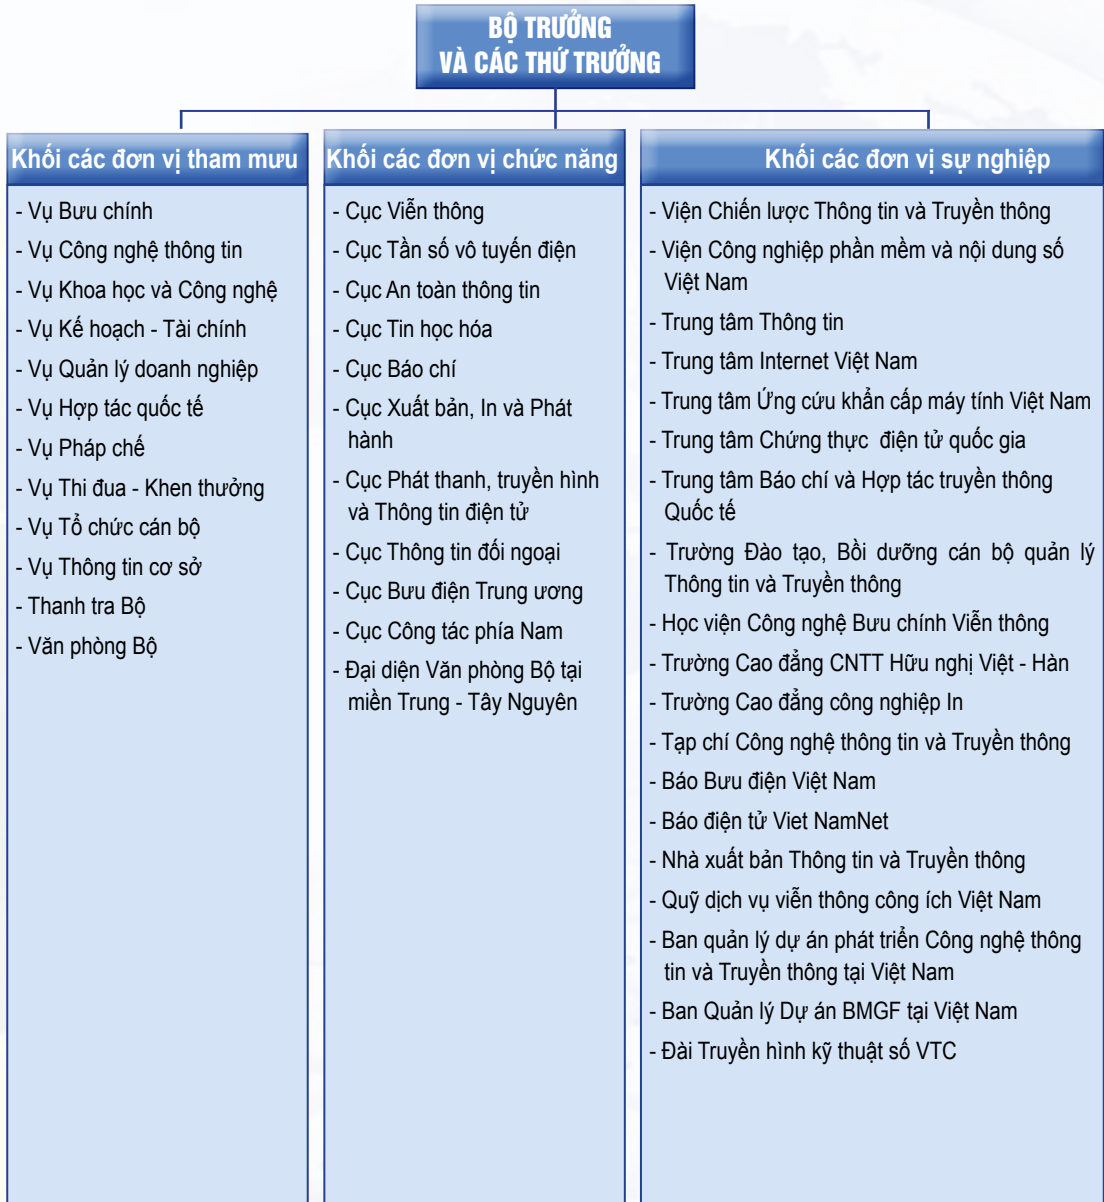 BỘ TRƯỞNG
VÀ CÁC THỨ TRƯỞNG
Khối các đơn vị tham mưu
- Vụ Bưu chính
- Vụ Công nghệ thông tin
- Vụ Khoa học và Công nghệ
- Vụ Kế hoạch - Tài chính
- Vụ Quản lý doanh nghiệp
- Vụ Hợp tác quốc tế
- Vụ Pháp chế
- Vụ Thi đua - Khen thưởng
- Vụ Tổ chức cán bộ
- Vụ Thông tin cơ sở
- Thanh tra Bộ
- Văn phòng Bộ
Khối các đơn vị chức năng
- Cục Viễn thông
- Cục Tần số vô tuyến điện
- Cục An toàn thông tin
- Cục Tin học hóa
- Cục Báo chí
- Cục Xuất bản, In và Phát
hành
- Cục Phát thanh, truyền hình
và Thông tin điện tử
- Cục Thông tin đối ngoại
- Cục Bưu điện Trung ương
- Cục Công tác phía Nam
- Đại diện Văn phòng Bộ tại
miền Trung - Tây Nguyên
Khối các đơn vị sự nghiệp
- Viện Chiến lược Thông tin và Truyền thông
- Viện Công nghiệp phần mềm và nội dung số
Việt Nam
- Trung tâm Thông tin
- Trung tâm Internet Việt Nam
- Trung tâm Ứng cứu khẩn cấp máy tính Việt Nam
- Trung tâm Chứng thực điện tử quốc gia
- Trung tâm Báo chí và Hợp tác truyền thông
Quốc tế
- Trường Đào tạo, Bồi dưỡng cán bộ quản lý
Thông tin và Truyền thông
- Học viện Công nghệ Bưu chính Viễn thông
- Trường Cao đẳng CNTT Hữu nghị Việt - Hàn
- Trường Cao đẳng công nghiệp In
- Tạp chí Công nghệ thông tin và Truyền thông
- Báo Bưu điện Việt Nam
- Báo điện tử Viet NamNet
- Nhà xuất bản Thông tin và Truyền thông
- Quỹ dịch vụ viễn thông công ích Việt Nam
- Ban quản lý dự án phát triển Công nghệ thông
tin và Truyền thông tại Việt Nam
- Ban Quản lý Dự án BMGF tại Việt Nam
- Đài Truyền hình kỹ thuật số VTC